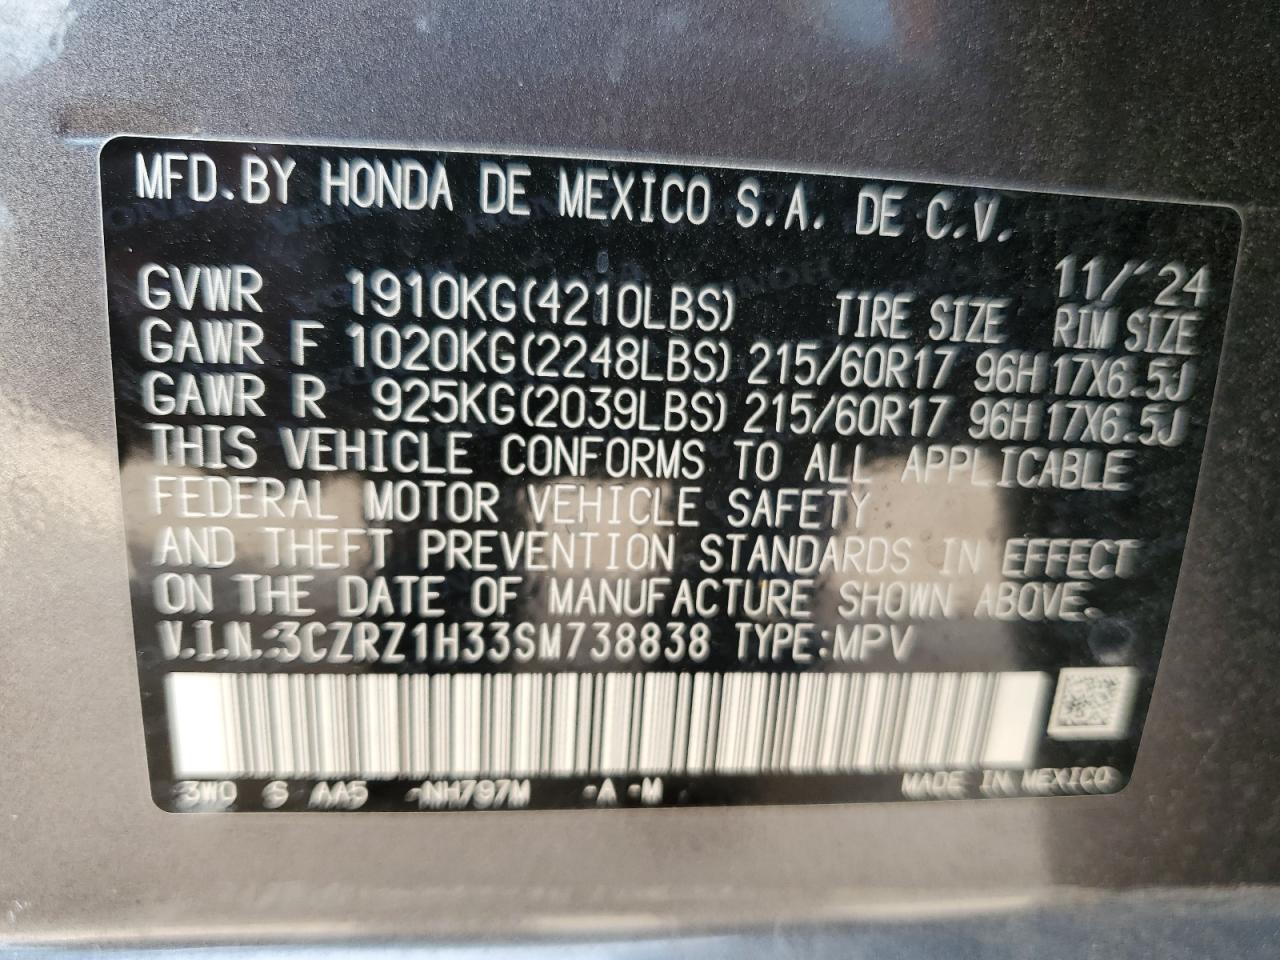 MFD.BY HONDA DE MEXICO S.A. DE C.V.
11/'24
GVWR 1910KG(4210LBS) TIRE SIZE RIM SIZE
GAWR F 1020KG(2248LBS) 215/60R17 96H 17X6.5J
GAWR R 925KG(2039LBS) 215/60R17 96H 17X6.5J
THIS VEHICLE CONFORMS TO ALL APPLICABLE
FEDERAL MOTOR VEHICLE SAFETY
AND THEFT PREVENTION STANDARDS IN EFFECT
ON THE DATE OF MANUFACTURE SHOWN ABOVE.
V.I.N.:3CZRZ1H33SM738838 TYPE:MPV
3W0 S AA5 -NH797M -A -M MADE IN MEXICO